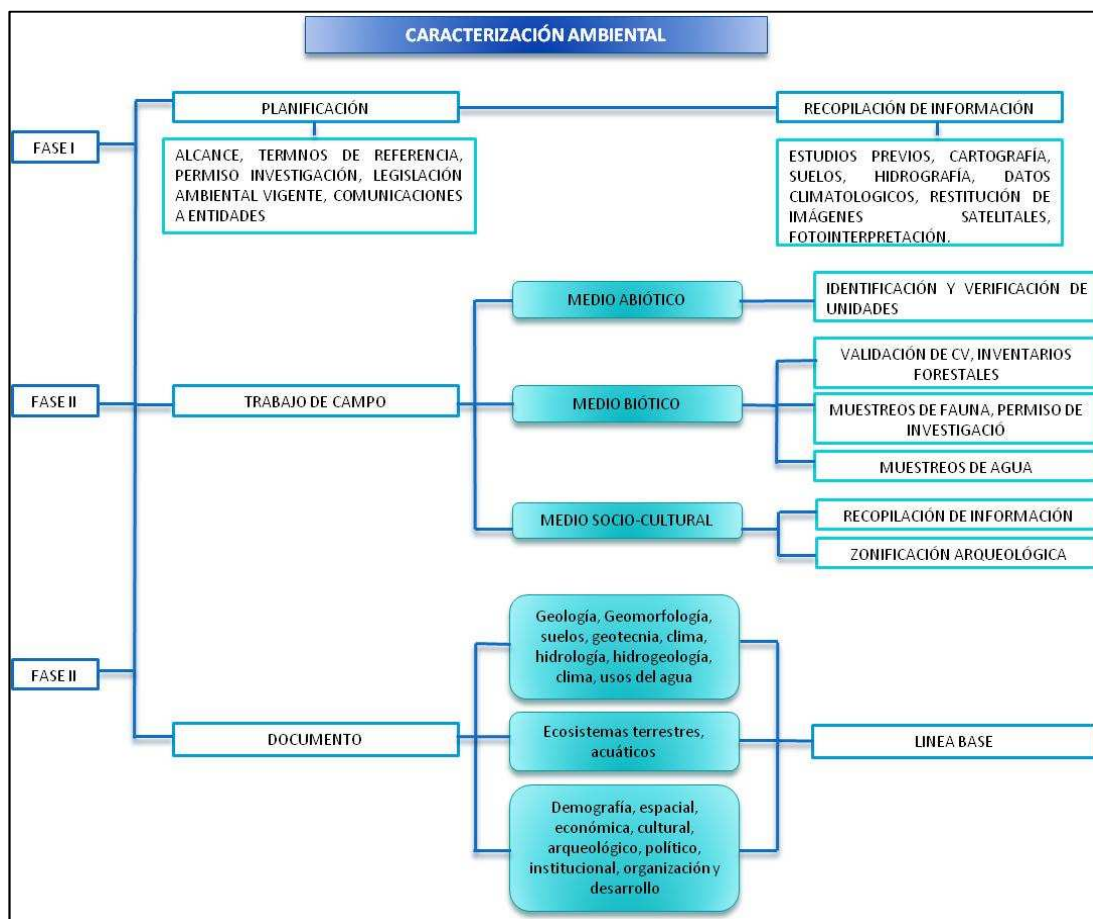 CARACTERIZACIÓN AMBIENTAL
PLANIFICACIÓN
RECOPILACIÓN DE INFORMACIÓN
FASE I
ALCANCE, TERMNOS DE REFERENCIA,
PERMISO INVESTIGACIÓN, LEGISLACIÓN
AMBIENTAL VIGENTE, COMUNICACIONES
A ENTIDADES
ESTUDIOS PREVIOS, CARTOGRAFÍA,
SUELOS, HIDROGRAFÍA, DATOS
CLIMATOLOGICOS, RESTITUCIÓN DE
IMÁGENES SATELITALES,
FOTOINTERPRETACIÓN.
MEDIO ABIÓTICO
IDENTIFICACIÓN Y VERIFICACIÓN DE
UNIDADES
FASE II
TRABAJO DE CAMPO
MEDIO BIÓTICO
VALIDACIÓN DE CV, INVENTARIOS
FORESTALES
MUESTREOS DE FAUNA, PERMISO DE
INVESTIGACIÓ
MUESTREOS DE AGUA
MEDIO SOCIO-CULTURAL
RECOPILACIÓN DE INFORMACIÓN
ZONIFICACIÓN ARQUEOLÓGICA
FASE II
DOCUMENTO
Geología, Geomorfología,
suelos, geotecnia, clima,
hidrología, hidrogeología,
clima, usos del agua
Ecosistemas terrestres,
acuáticos
Demografía, espacial,
económica, cultural,
arqueológico, político,
institucional, organización y
desarrollo
LINEA BASE